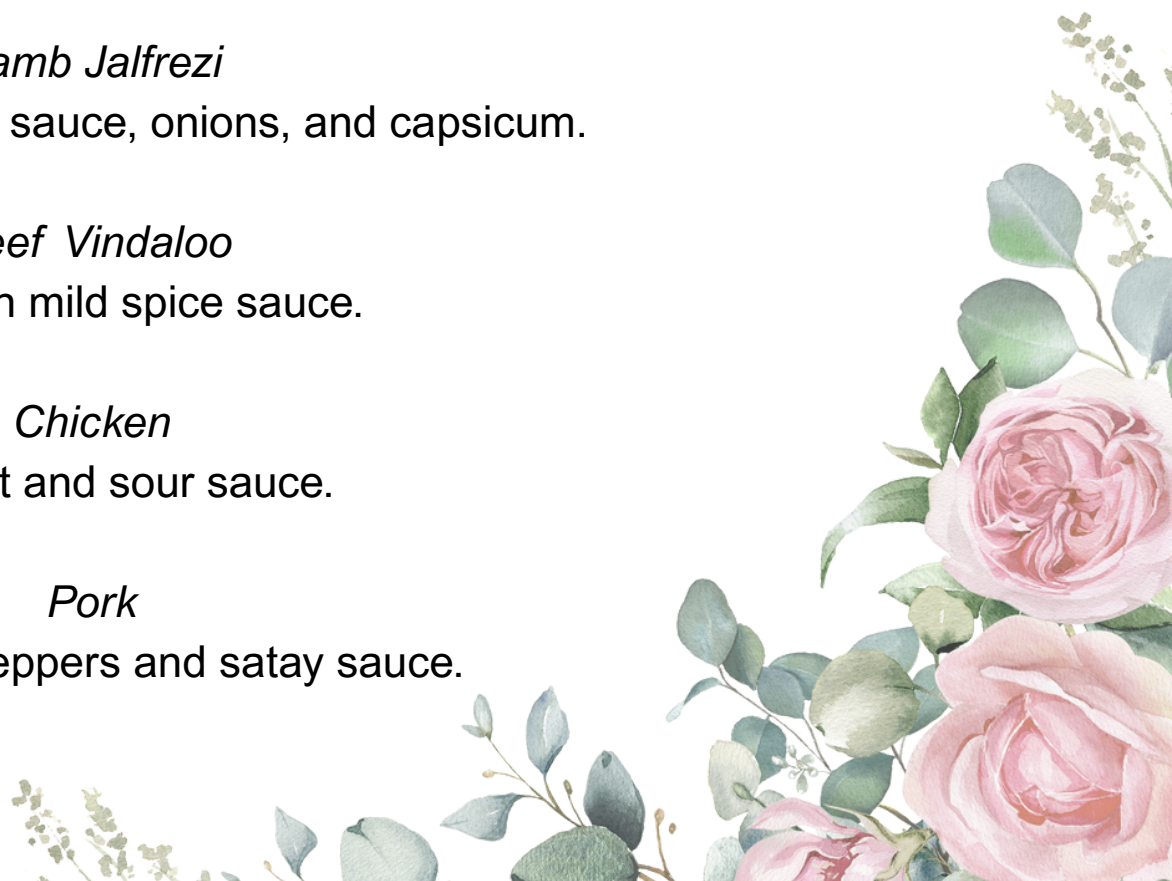 amb Jalfrezi
sauce, onions, and capsicum.
eef Vindaloo
n mild spice sauce.
Chicken
t and sour sauce.
Pork
eppers and satay sauce.